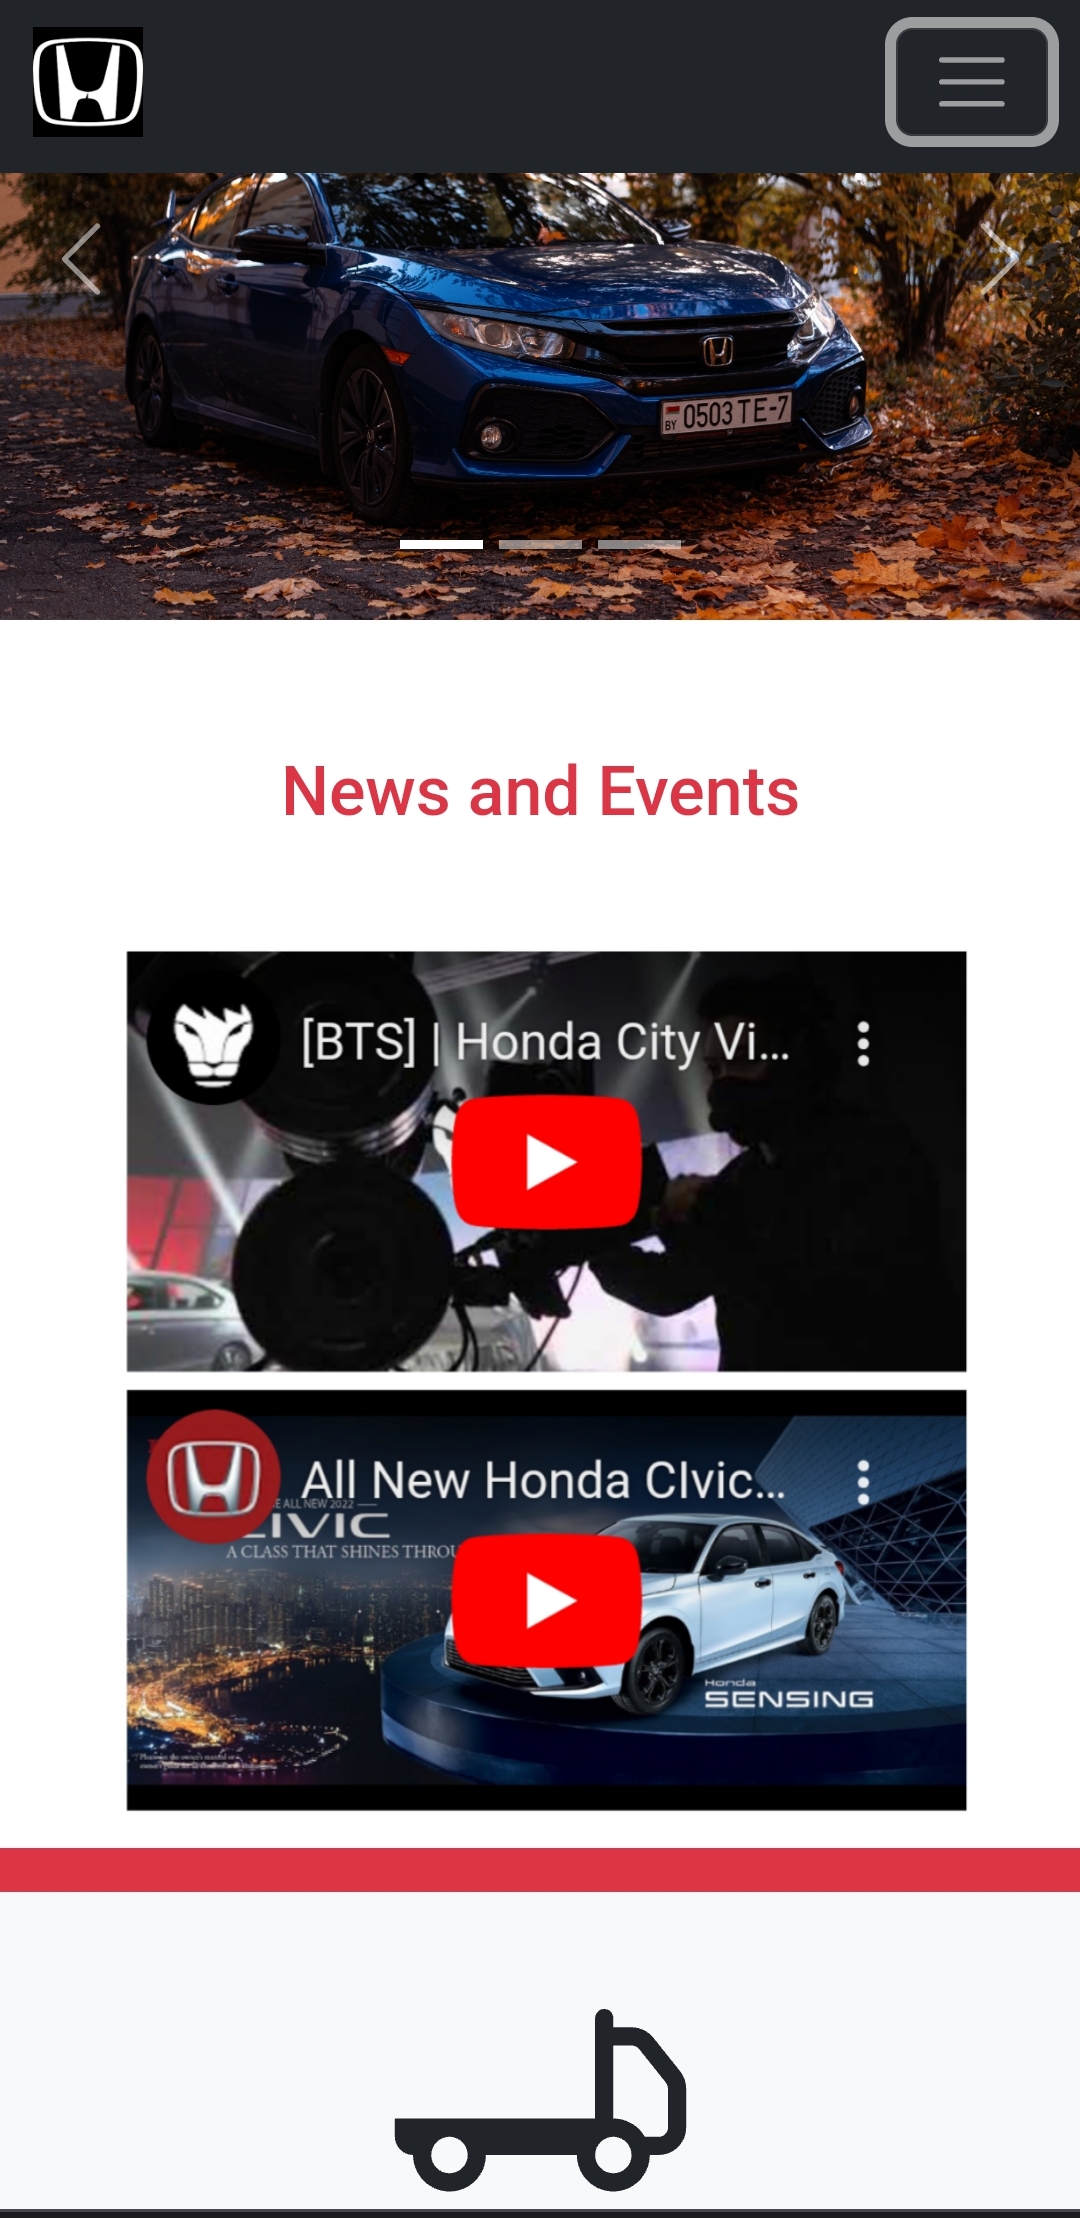 BY 0503 TE-7
News and Events
[BTS] | Honda City Vi...
All New Honda CIvic...
E ALL NEW 2022
CIVIC
A CLASS THAT SHINES THROU
Honda
SENSING